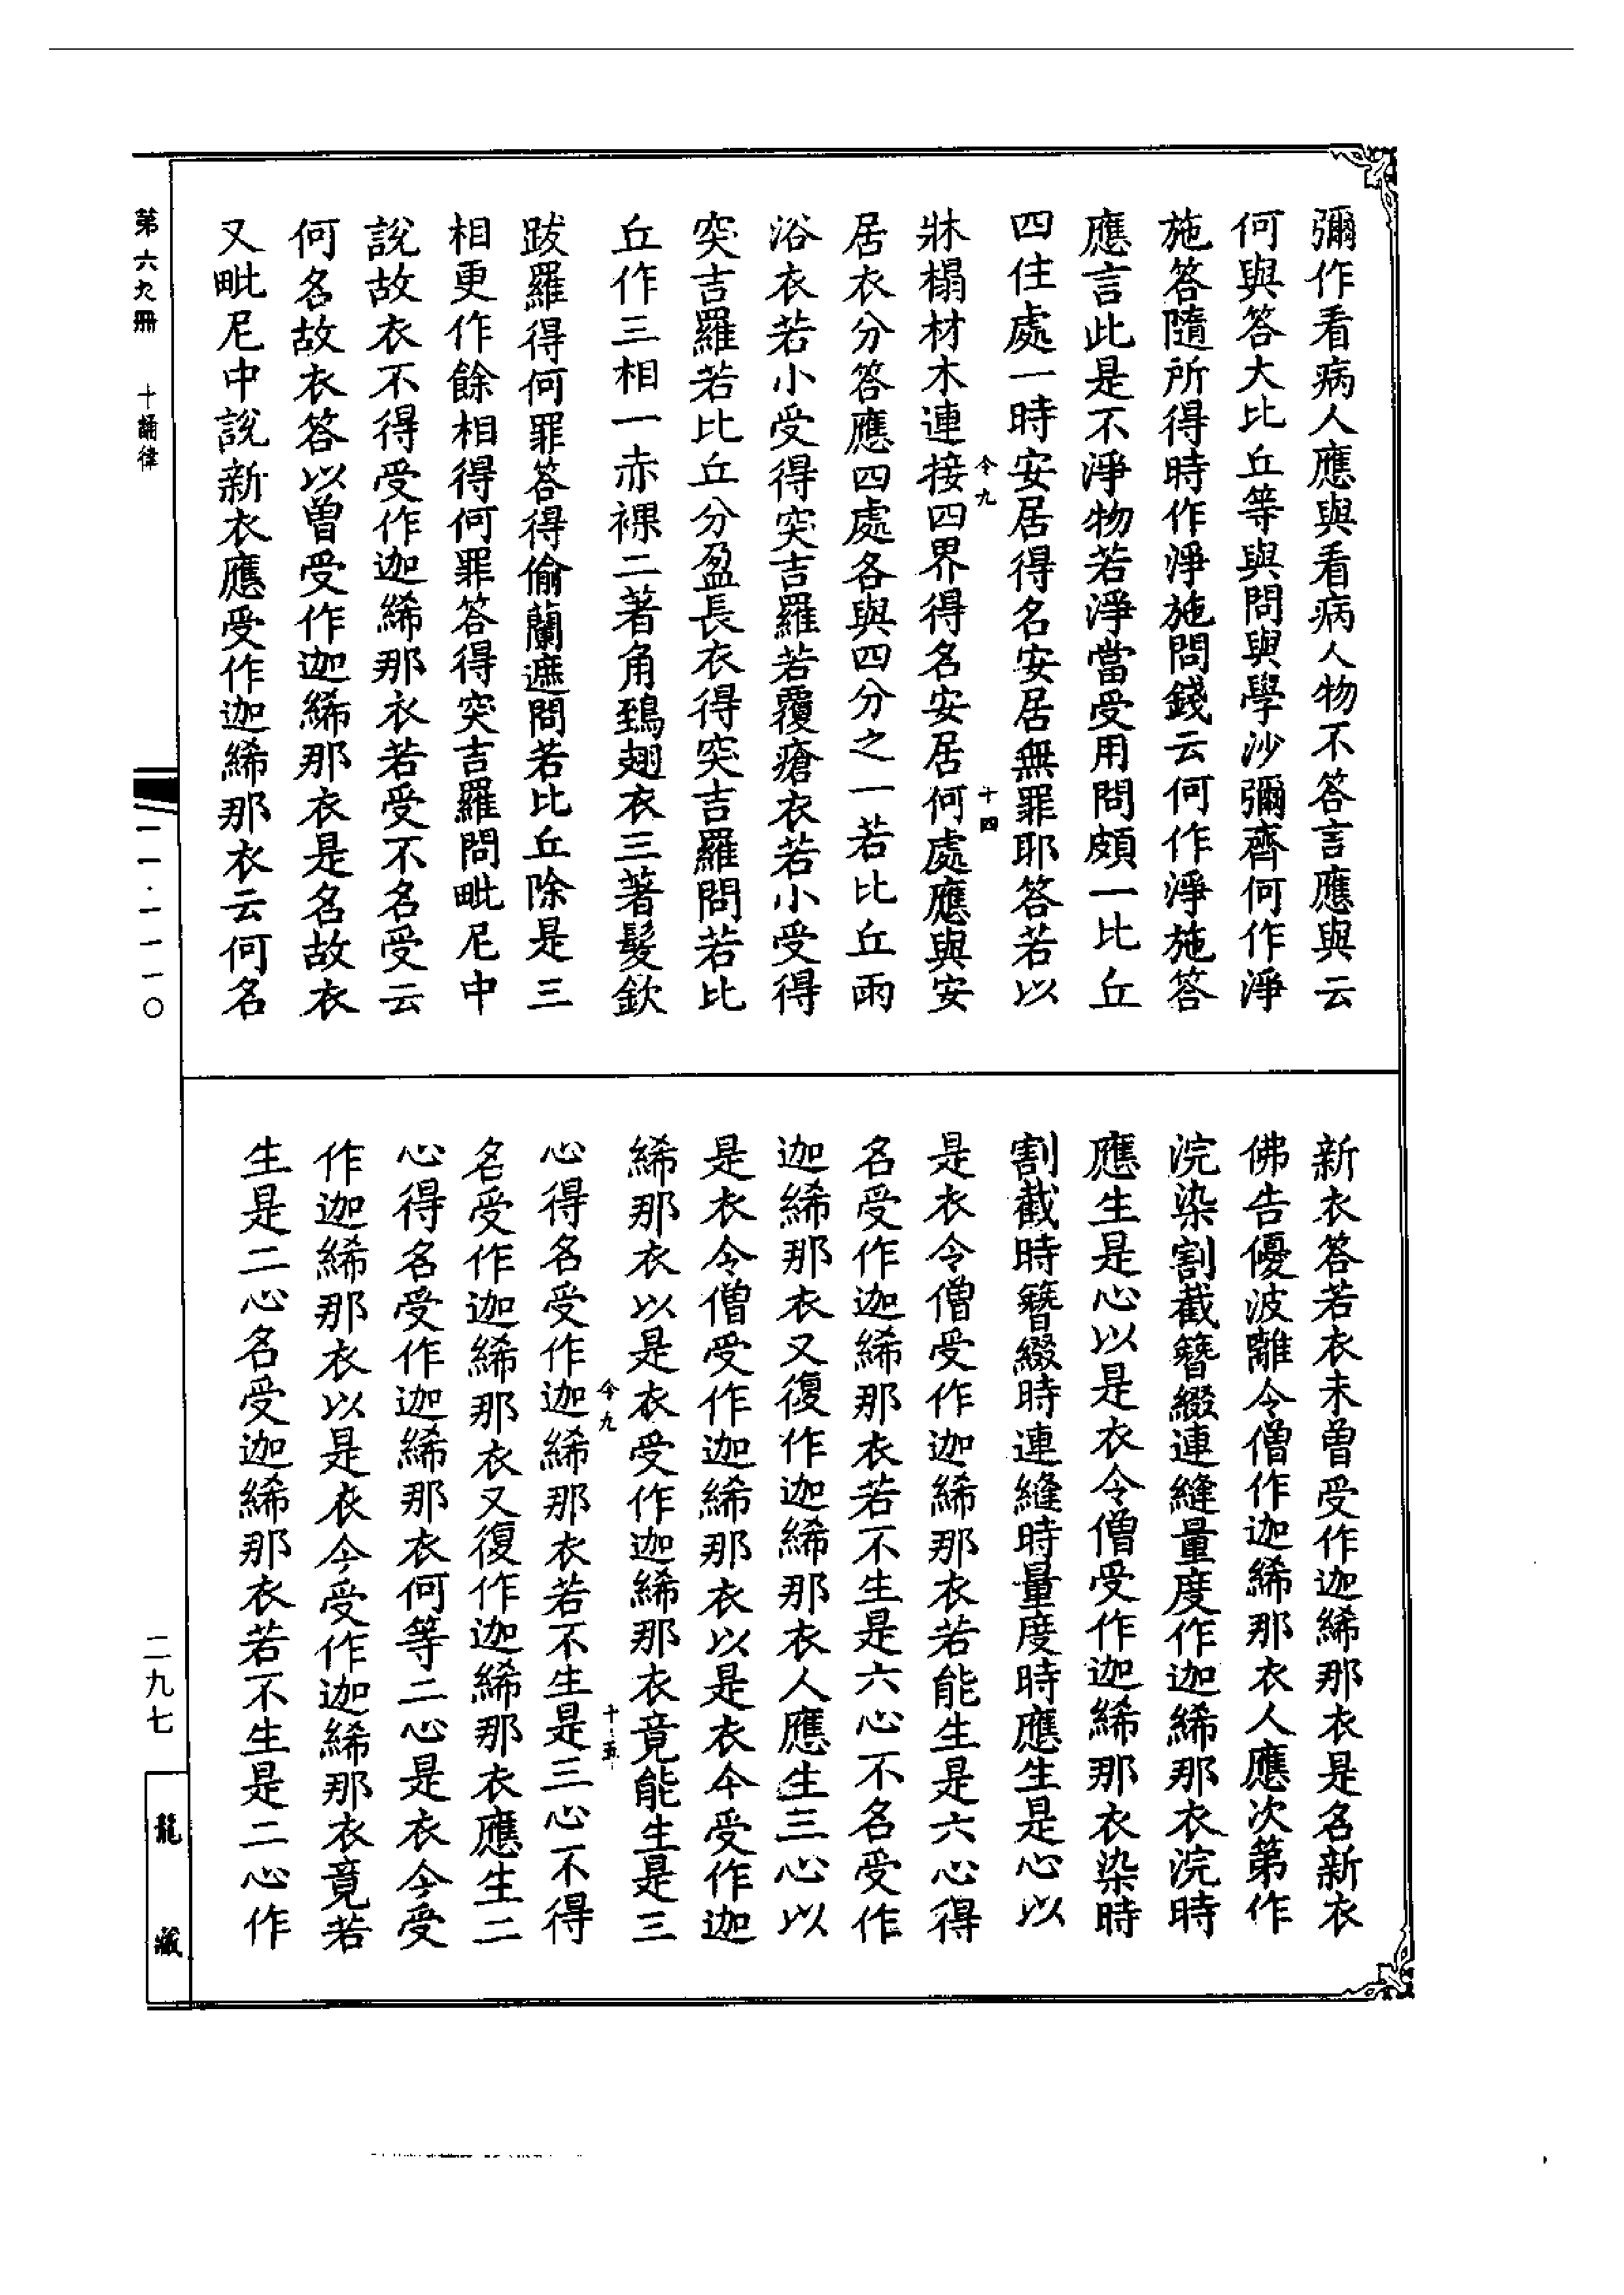 彌作看病人應與看病人物不答言應與云
何與答大比丘等與問與學沙彌齊何作淨
施答隨所得時作淨施問錢云何作淨施答
應言此是不淨物若淨當受用問頗一比丘
四住處一時安居得名安居無罪耶答若以
牀榻材木連接四界得名安居何處應與安
居衣分答應四處各與四分之一若比丘雨
浴衣若小受得突吉羅若覆瘡衣若小受得
突吉羅若比丘分盈長衣得突吉羅問若比
丘作三相一赤裸二著角鵄翅衣三著髮欽
跋羅得何罪答得偷蘭遮問若比丘除是三
相更作餘相得何罪答得突吉羅問毗尼中
說故衣不得受作迦絺那衣若受不名受云
何名故衣答以曾受作迦絺那衣是名故衣
又毗尼中說新衣應受作迦絺那衣云何名
新衣答若衣未曾受作迦絺那衣是名新衣
佛告優波離令僧作迦絺那衣人應次第作
浣染割截簪綴連縫量度作迦絺那衣浣時
應生是心以是衣令僧受作迦絺那衣染時
割截時簪綴時連縫時量度時應生是心以
是衣令僧受作迦絺那衣若能生是六心得
名受作迦絺那衣若不生是六心不名受作
迦絺那衣又復作迦絺那衣人應生三心以
是衣令僧受作迦絺那衣以是衣今受作迦
絺那衣以是衣受作迦絺那衣竟能生是三
心得名受作迦絺那衣若不生是三心不得
名受作迦絺那衣又復作迦絺那衣應生二
心得名受作迦絺那衣何等二心是衣今受
作迦絺那衣以是衣今受作迦絺那衣竟若
生是二心名受迦絺那衣若不生是二心作
令九
十四
令九
十五
第六九冊 十誦律
一一·一一一〇
二九七
龍藏